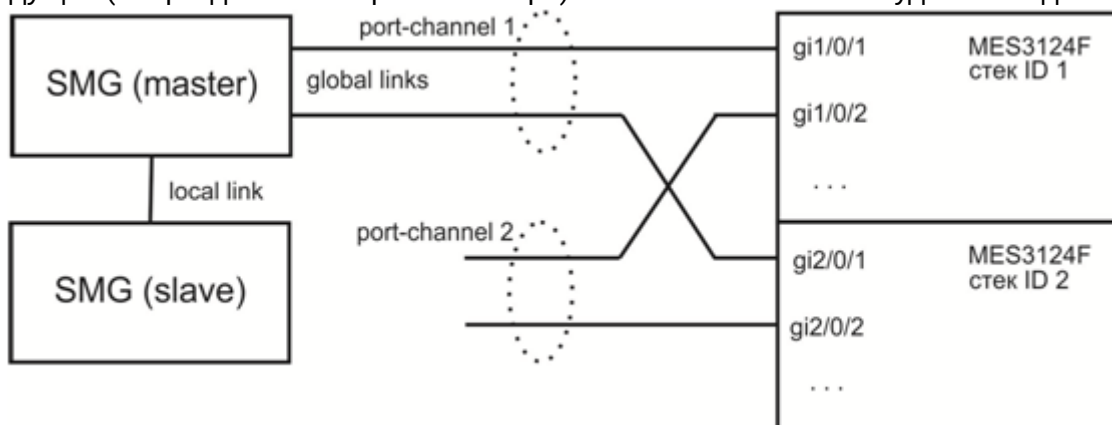 port-channel 1
SMG (master)
global links
gi1/0/1
MES3124F
стек ID 1
gi1/0/2
. . .
local link
port-channel 2
SMG (slave)
gi2/0/1
MES3124F
стек ID 2
gi2/0/2
. . .